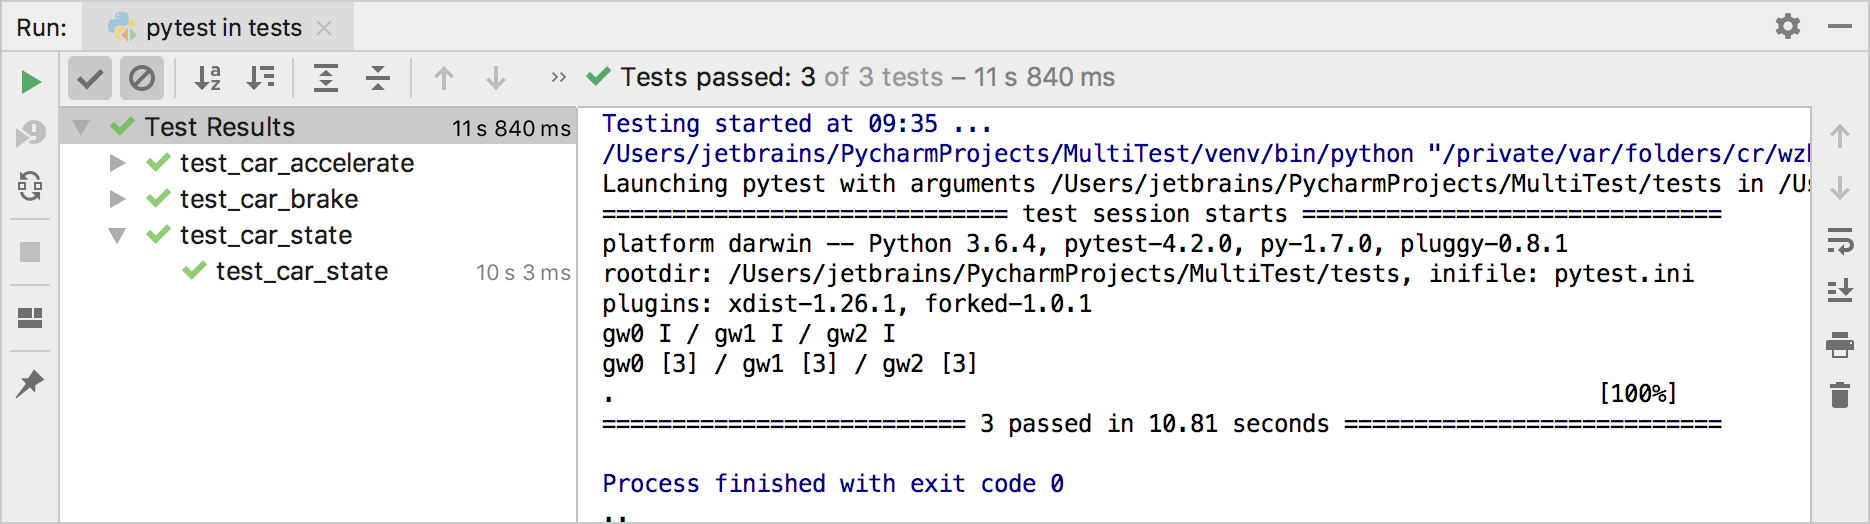 Run: pytest in tests
Tests passed: 3 of 3 tests – 11 s 840 ms
Test Results 11 s 840 ms
test_car_accelerate
test_car_brake
test_car_state
test_car_state 10 s 3 ms
Testing started at 09:35 ...
/Users/jetbrains/PycharmProjects/MultiTest/venv/bin/python "/private/var/folders/cr/wz
Launching pytest with arguments /Users/jetbrains/PycharmProjects/MultiTest/tests in /Us
============================= test session starts ==============================
platform darwin -- Python 3.6.4, pytest-4.2.0, py-1.7.0, pluggy-0.8.1
rootdir: /Users/jetbrains/PycharmProjects/MultiTest/tests, inifile: pytest.ini
plugins: xdist-1.26.1, forked-1.0.1
gw0 I / gw1 I / gw2 I
gw0 [3] / gw1 [3] / gw2 [3]
. [100%]
========================== 3 passed in 10.81 seconds ===========================
Process finished with exit code 0
..